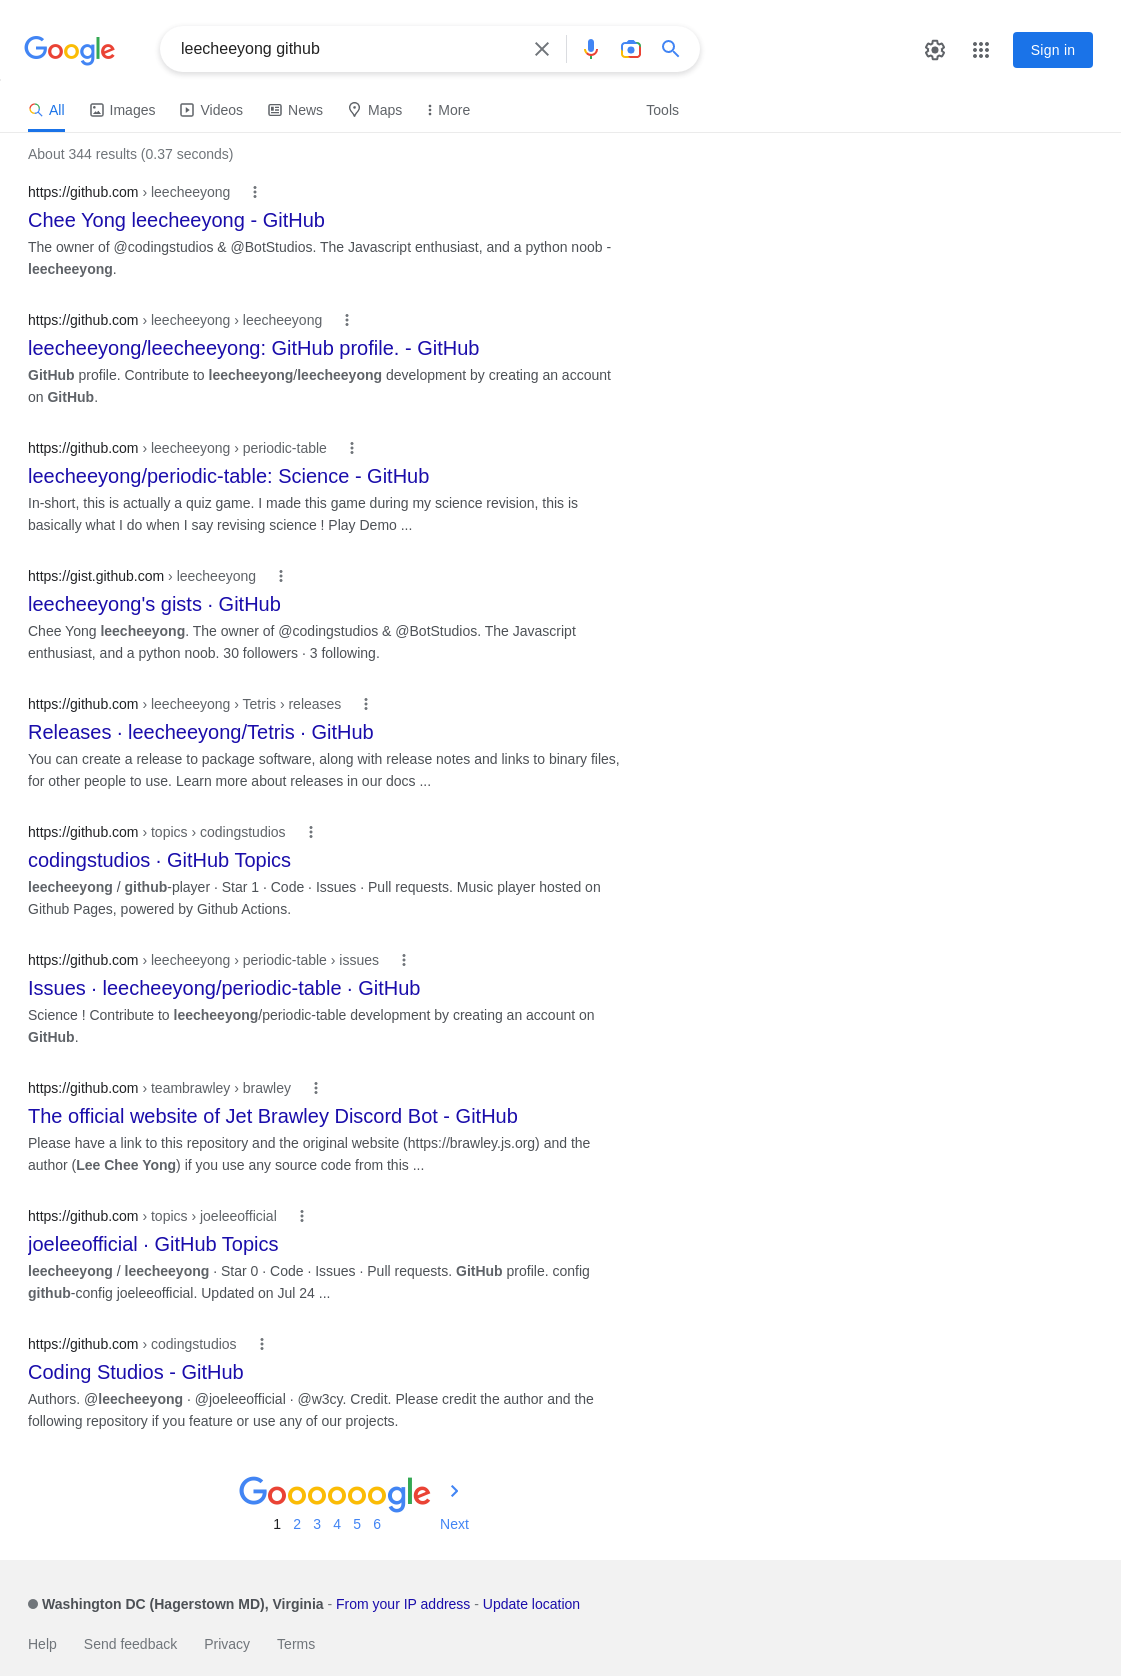 Google
leecheeyong github
Sign in
All Images Videos News Maps More Tools
About 344 results (0.37 seconds)
https://github.com › leecheeyong
Chee Yong leecheeyong - GitHub
The owner of @codingstudios & @BotStudios. The Javascript enthusiast, and a python noob -
leecheeyong.
https://github.com › leecheeyong › leecheeyong
leecheeyong/leecheeyong: GitHub profile. - GitHub
GitHub profile. Contribute to leecheeyong/leecheeyong development by creating an account
on GitHub.
https://github.com › leecheeyong › periodic-table
leecheeyong/periodic-table: Science - GitHub
In-short, this is actually a quiz game. I made this game during my science revision, this is
basically what I do when I say revising science ! Play Demo ...
https://gist.github.com › leecheeyong
leecheeyong's gists · GitHub
Chee Yong leecheeyong. The owner of @codingstudios & @BotStudios. The Javascript
enthusiast, and a python noob. 30 followers · 3 following.
https://github.com › leecheeyong › Tetris › releases
Releases · leecheeyong/Tetris · GitHub
You can create a release to package software, along with release notes and links to binary files,
for other people to use. Learn more about releases in our docs ...
https://github.com › topics › codingstudios
codingstudios · GitHub Topics
leecheeyong / github-player · Star 1 · Code · Issues · Pull requests. Music player hosted on
Github Pages, powered by Github Actions.
https://github.com › leecheeyong › periodic-table › issues
Issues · leecheeyong/periodic-table · GitHub
Science ! Contribute to leecheeyong/periodic-table development by creating an account on
GitHub.
https://github.com › teambrawley › brawley
The official website of Jet Brawley Discord Bot - GitHub
Please have a link to this repository and the original website (https://brawley.js.org) and the
author (Lee Chee Yong) if you use any source code from this ...
https://github.com › topics › joeleeofficial
joeleeofficial · GitHub Topics
leecheeyong / leecheeyong · Star 0 · Code · Issues · Pull requests. GitHub profile. config
github-config joeleeofficial. Updated on Jul 24 ...
https://github.com › codingstudios
Coding Studios - GitHub
Authors. @leecheeyong · @joeleeofficial · @w3cy. Credit. Please credit the author and the
following repository if you feature or use any of our projects.
Goooooogle
1 2 3 4 5 6 Next
Washington DC (Hagerstown MD), Virginia - From your IP address - Update location
Help Send feedback Privacy Terms